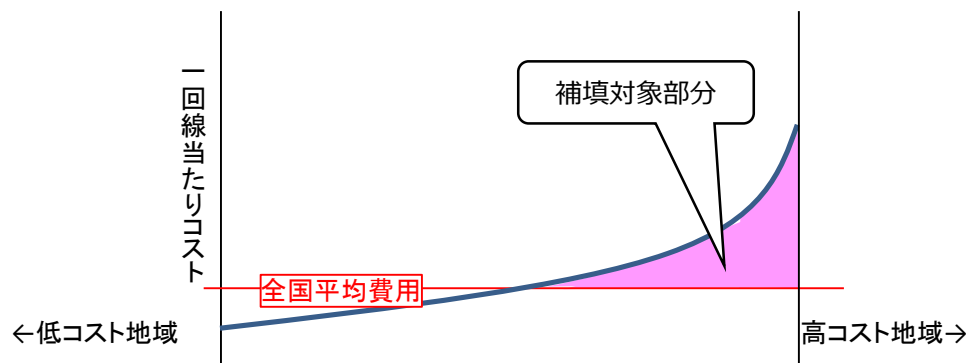 一回線当たりコスト
補填対象部分
全国平均費用
←低コスト地域
高コスト地域→